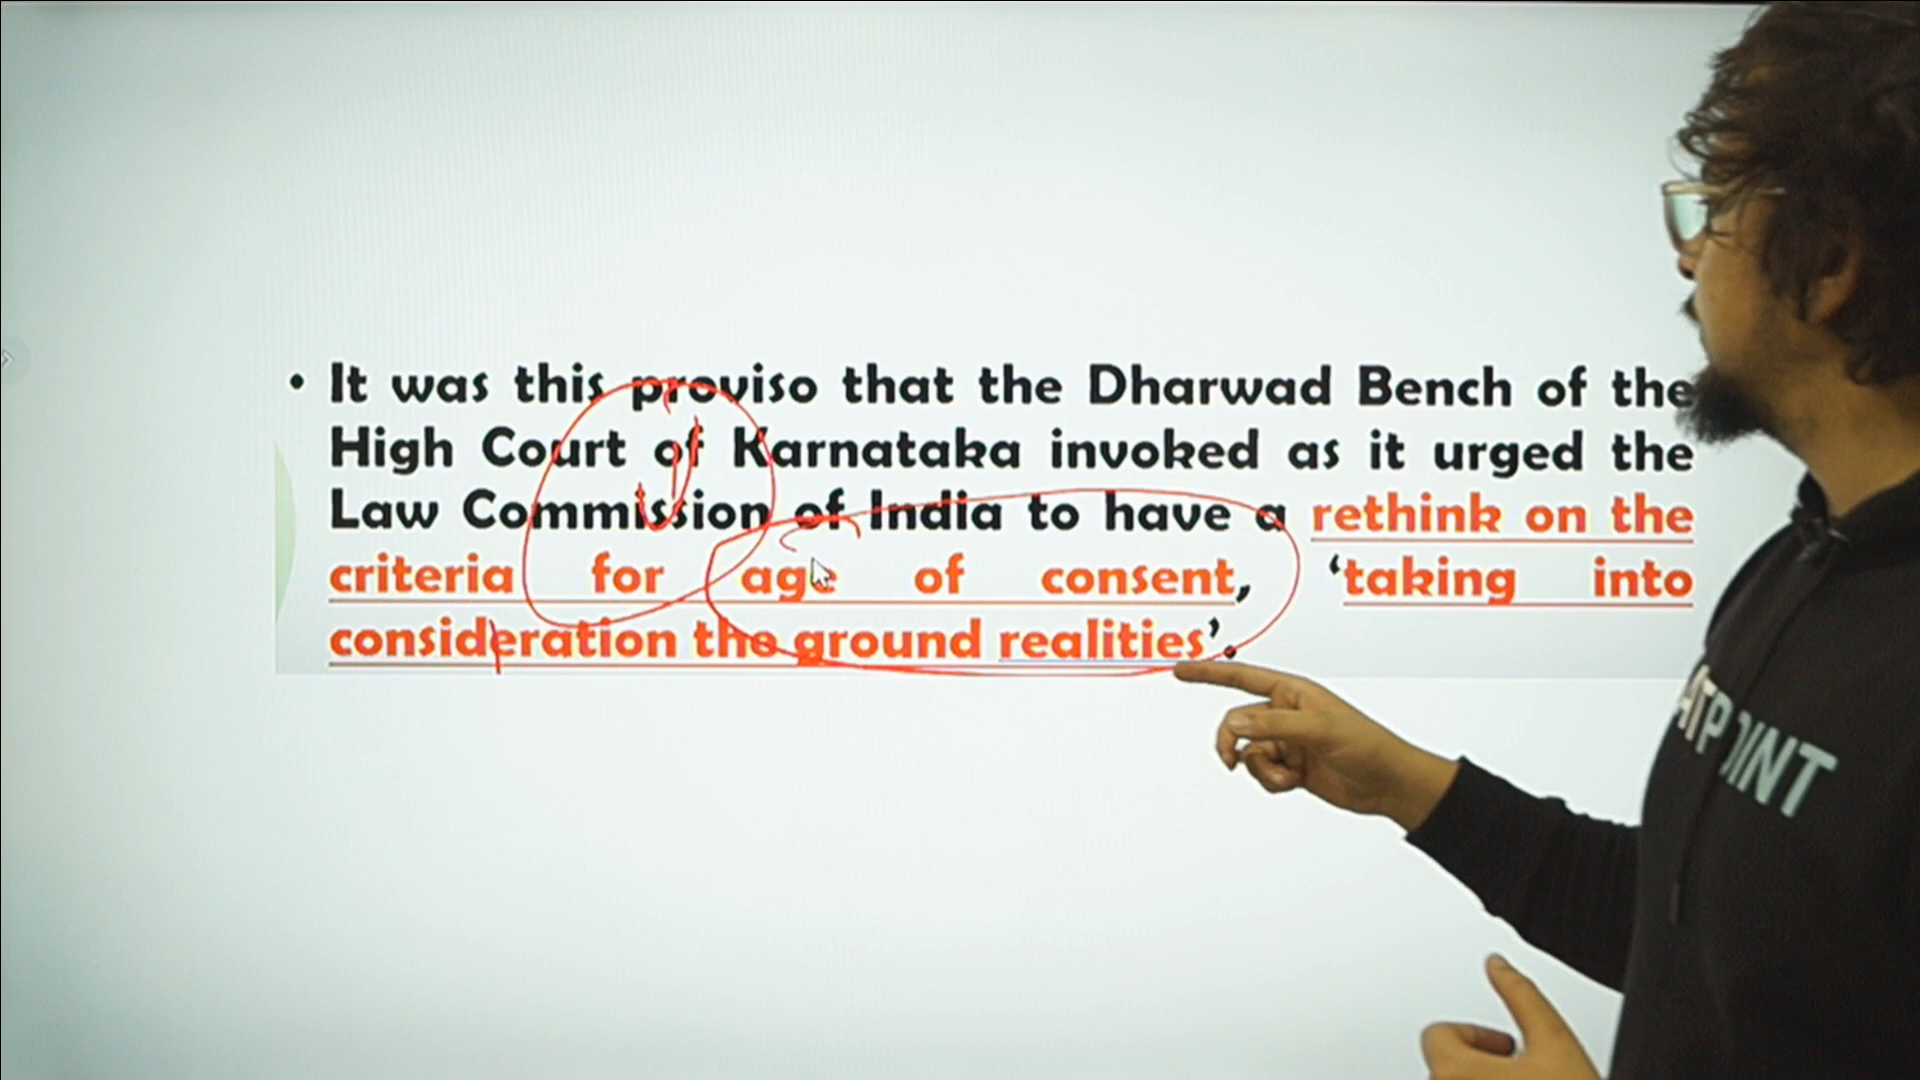 • It was this proviso that the Dharwad Bench of the
High Court of Karnataka invoked as it urged the
Law Commission of India to have a rethink on the
criteria for age of consent, ‘taking into
consideration the ground realities’.
ATPOINT